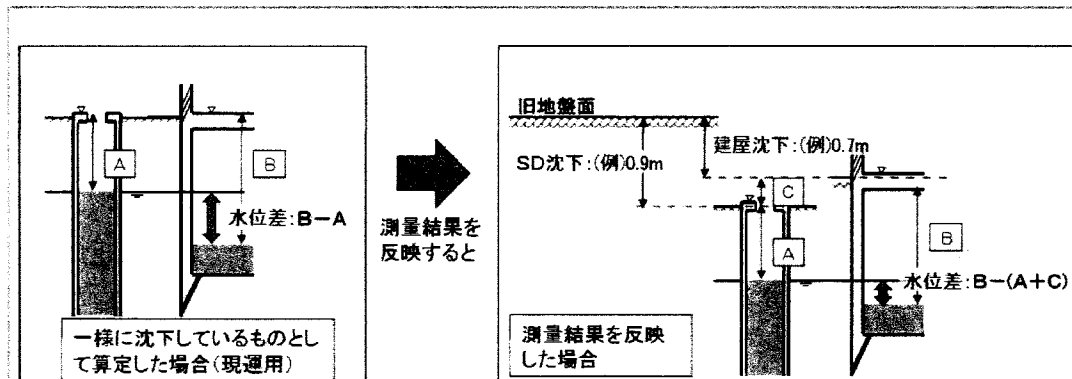 A
B
水位差:B－A
一様に沈下しているものとし
て算定した場合(現運用)
測量結果を
反映すると
旧地盤面
建屋沈下:(例)0.7m
SD沈下:(例)0.9m
C
A
B
水位差:B－(A＋C)
測量結果を反映
した場合